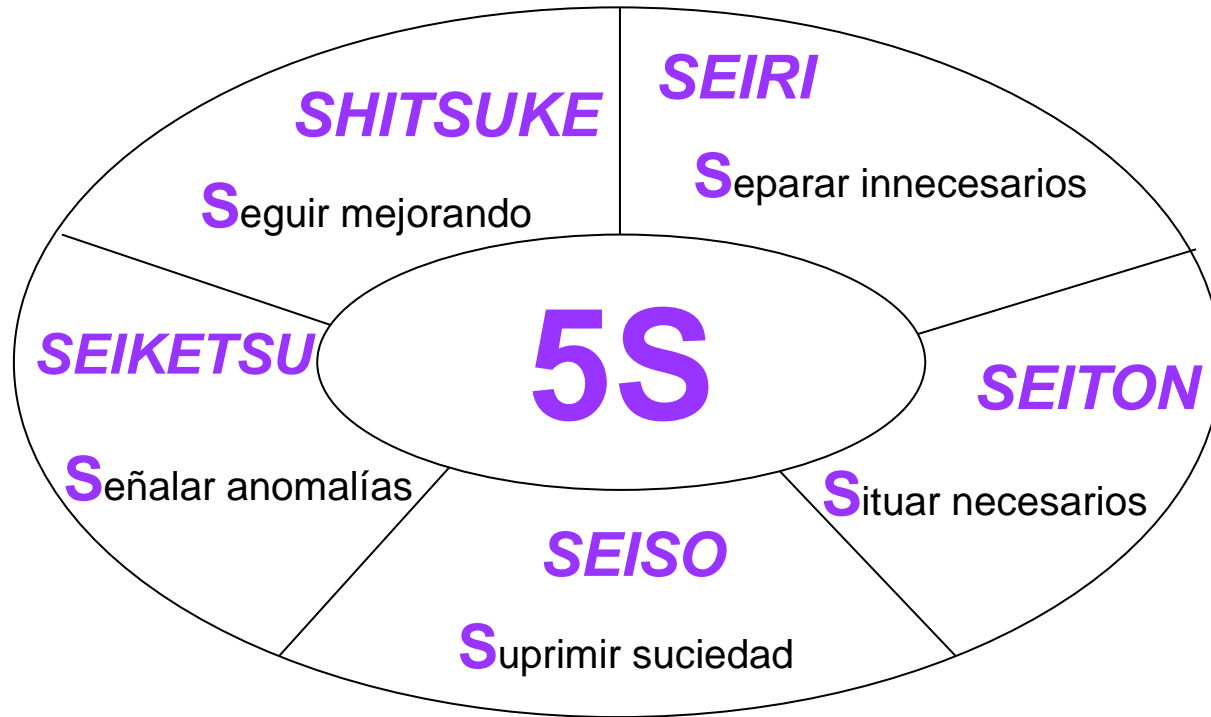 SHITSUKE
Seguir mejorando
SEIRI
Separar innecesarios
SEIKETSU
Señalar anomalías
5S
SEITON
Situar necesarios
SEISO
Suprimir suciedad